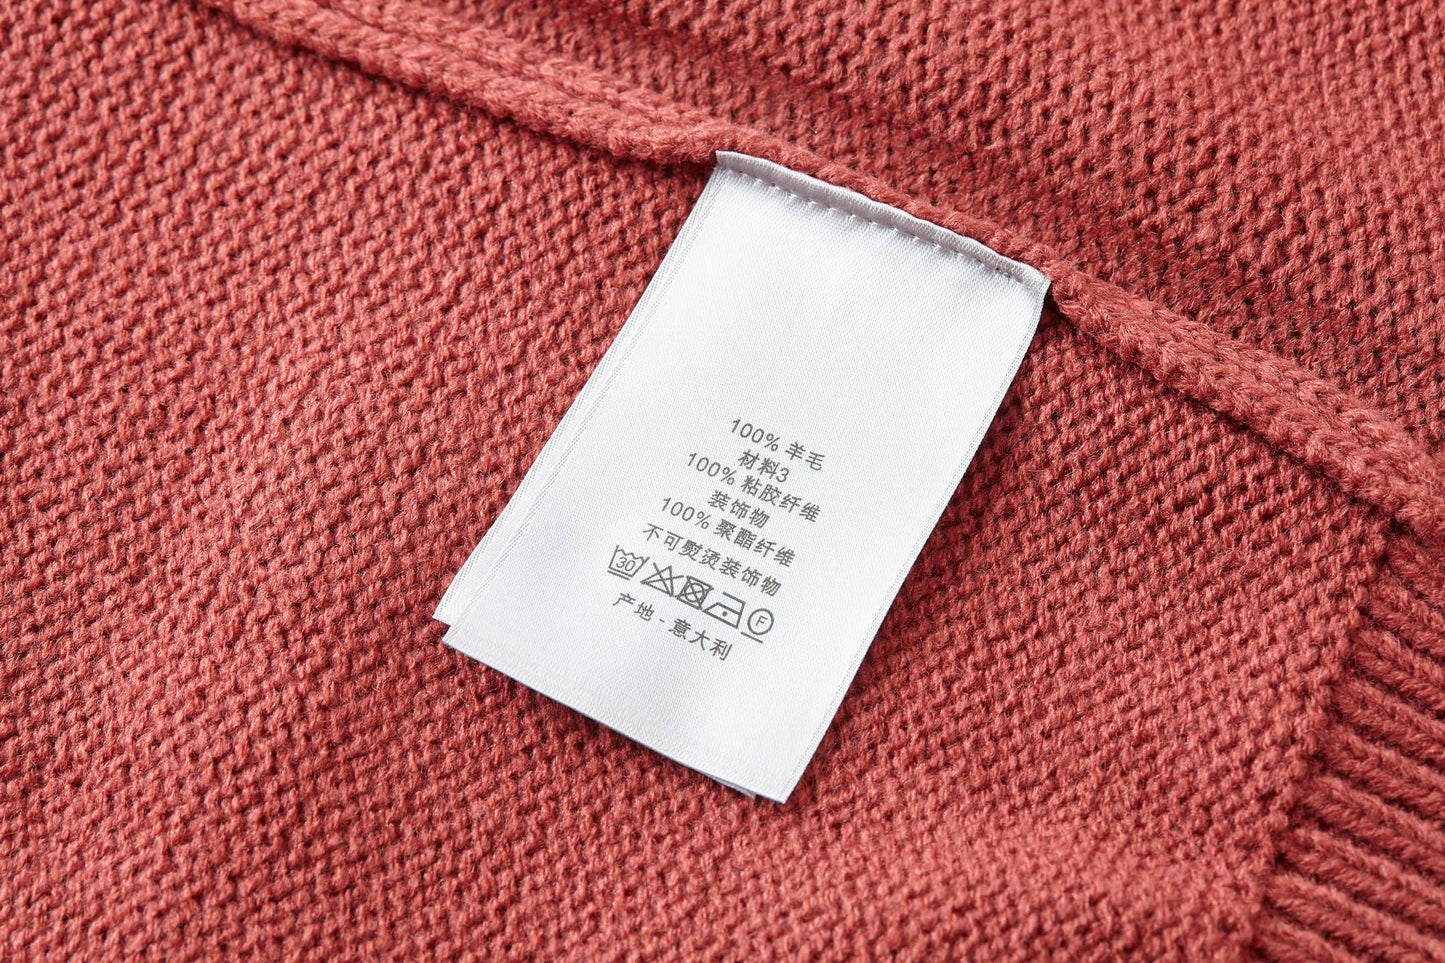 100% 羊毛
材料3
100% 粘胶纤维
装饰物
100% 聚酯纤维
不可熨烫装饰物
30 F
产地 - 意大利